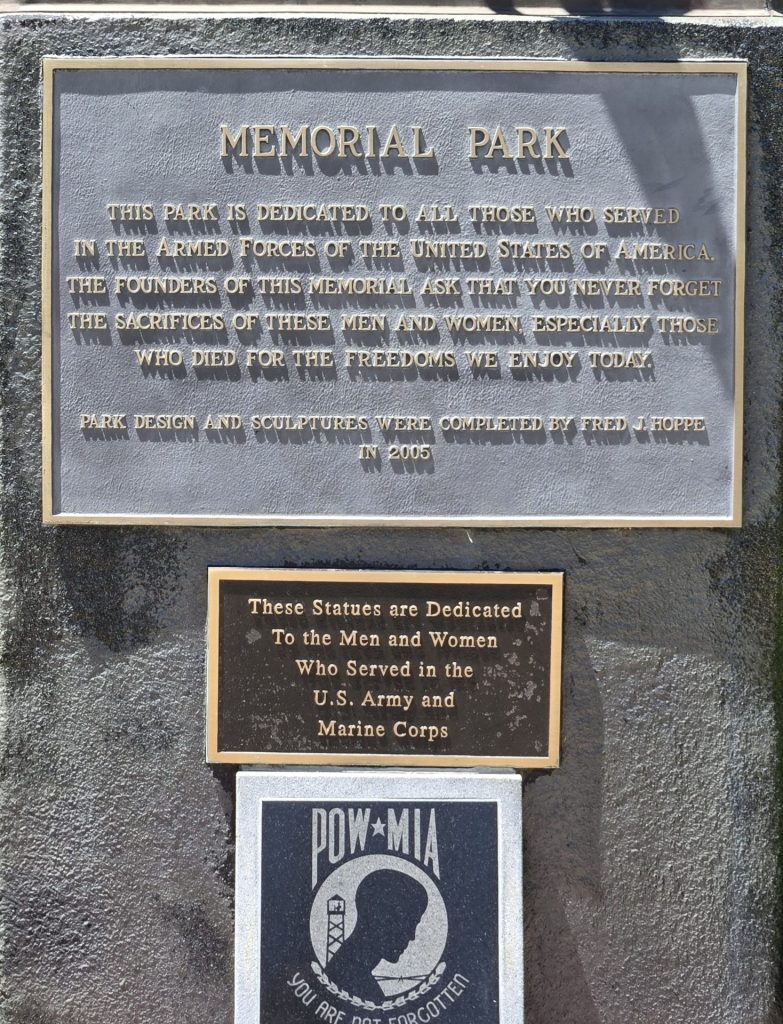 MEMORIAL PARK
THIS PARK IS DEDICATED TO ALL THOSE WHO SERVED
IN THE ARMED FORCES OF THE UNITED STATES OF AMERICA.
THE FOUNDERS OF THIS MEMORIAL ASK THAT YOU NEVER FORGET
THE SACRIFICES OF THESE MEN AND WOMEN, ESPECIALLY THOSE
WHO DIED FOR THE FREEDOMS WE ENJOY TODAY.
PARK DESIGN AND SCULPTURES WERE COMPLETED BY FRED J. HOPPE
IN 2005
These Statues are Dedicated
To the Men and Women
Who Served in the
U.S. Army and
Marine Corps
POW★MIA
YOU ARE NOT FORGOTTEN